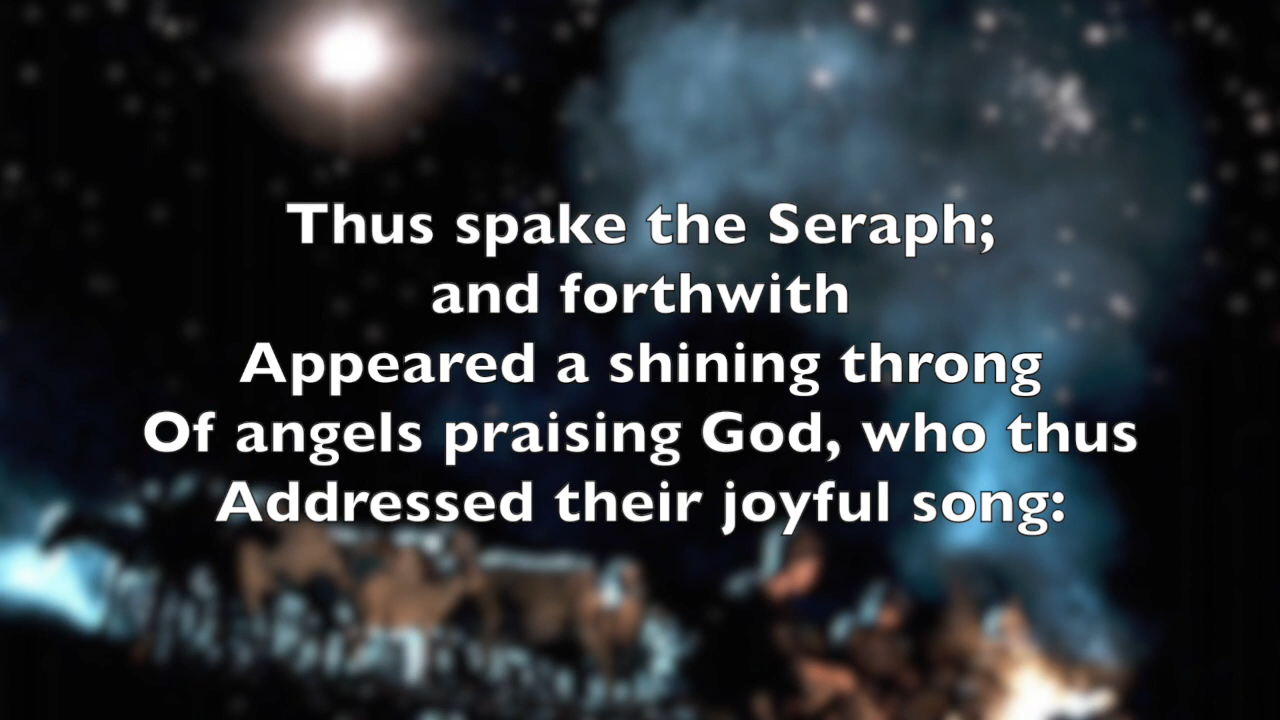 Thus spake the Seraph;
and forthwith
Appeared a shining throng
Of angels praising God, who thus
Addressed their joyful song: